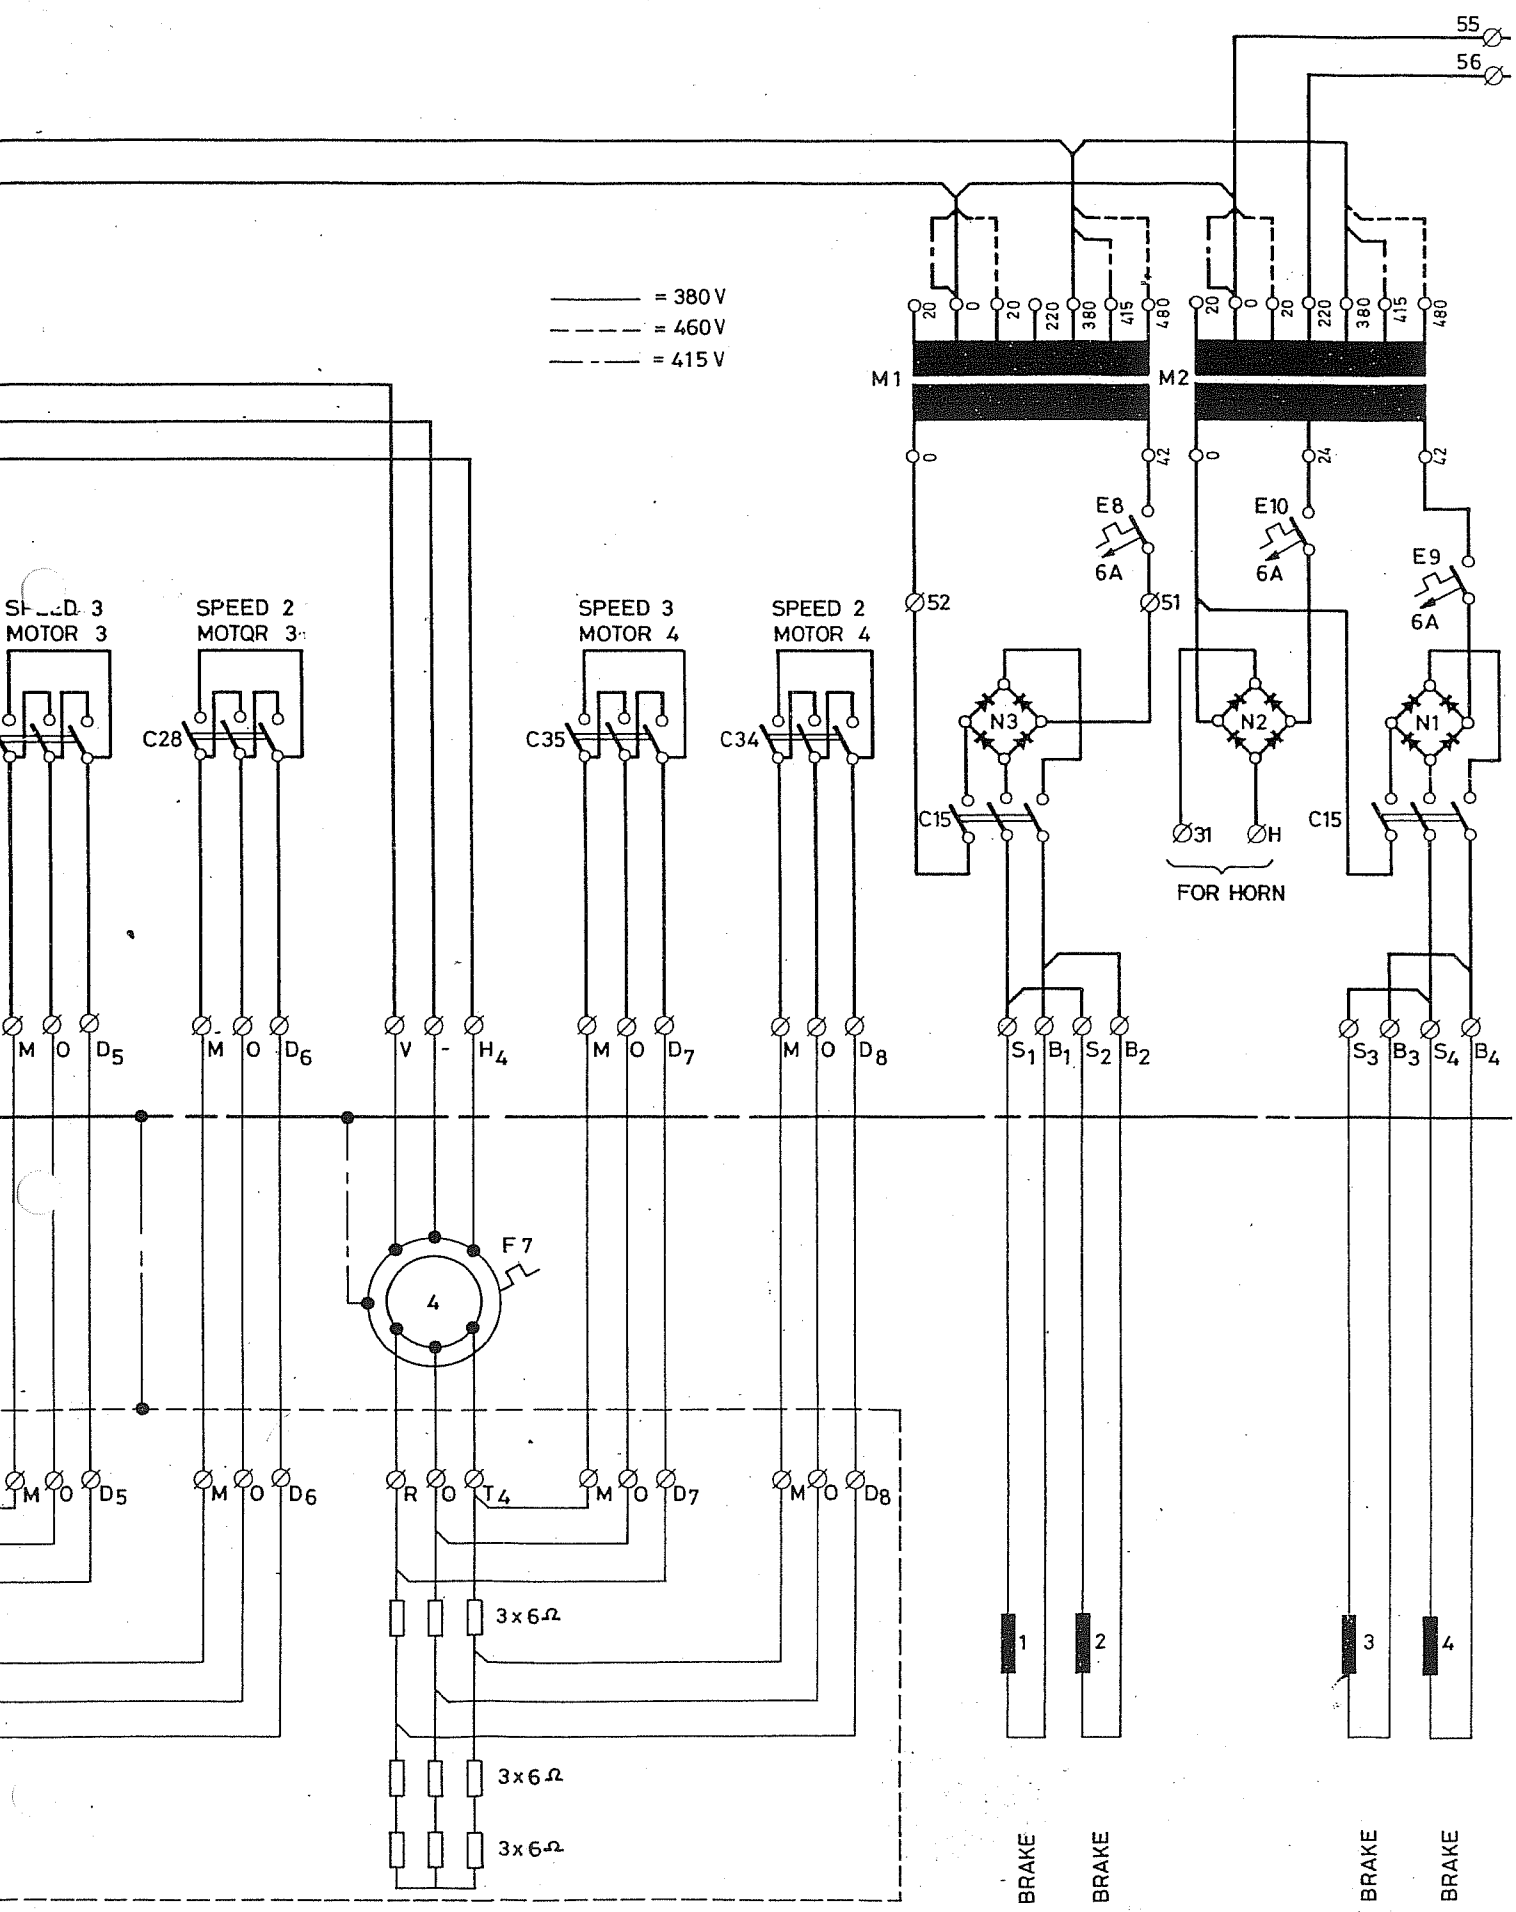 55
56
= 380 V
= 460 V
= 415 V
20 0 20 220 380 415 480
20 0 20 220 380 415 480
M1
M2
0 42
0 24 42
E8
6A
E10
6A
E9
6A
52
51
SPEED 3
MOTOR 3
SPEED 2
MOTOR 3
SPEED 3
MOTOR 4
SPEED 2
MOTOR 4
C28
C35
C34
N3
N2
N1
C15
31
H
C15
FOR HORN
M O D5
M O D6
V - H4
M O D7
M O D8
S1 B1 S2 B2
S3 B3 S4 B4
F7
4
M O D5
M O D6
R O T4
M O D7
M O D8
3x6Ω
1
2
3
4
3x6Ω
3x6Ω
BRAKE
BRAKE
BRAKE
BRAKE